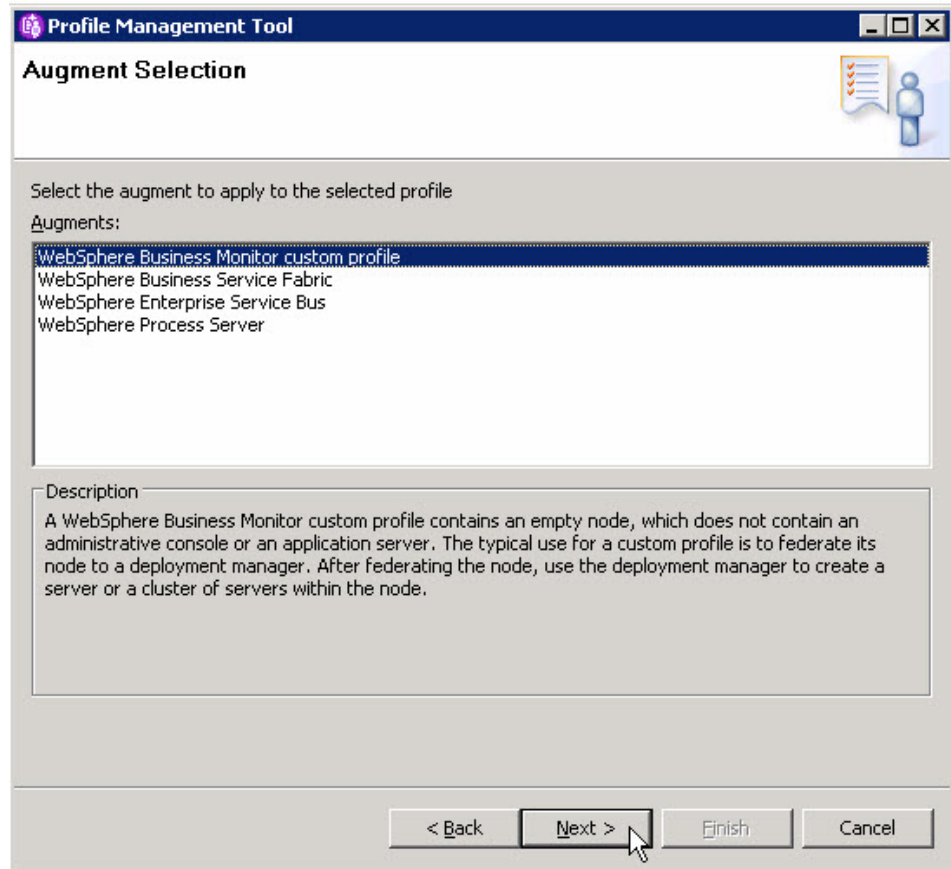 Profile Management Tool
Augment Selection
Select the augment to apply to the selected profile
Augments:
WebSphere Business Monitor custom profile
WebSphere Business Service Fabric
WebSphere Enterprise Service Bus
WebSphere Process Server
Description
A WebSphere Business Monitor custom profile contains an empty node, which does not contain an
administrative console or an application server. The typical use for a custom profile is to federate its
node to a deployment manager. After federating the node, use the deployment manager to create a
server or a cluster of servers within the node.
< Back Next > Finish Cancel